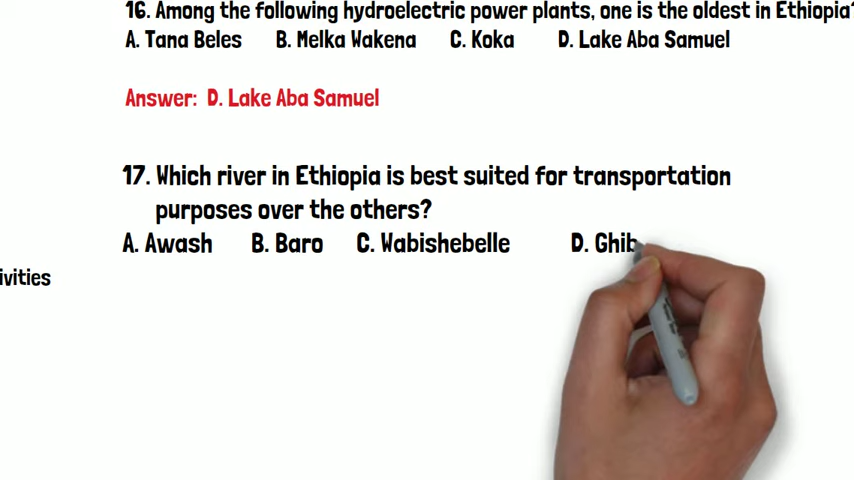 16. Among the following hydroelectric power plants, one is the oldest in Ethiopia?
A. Tana Beles B. Melka Wakena C. Koka D. Lake Aba Samuel
Answer: D. Lake Aba Samuel
17. Which river in Ethiopia is best suited for transportation
purposes over the others?
A. Awash B. Baro C. Wabishebelle D. Ghib
ivities